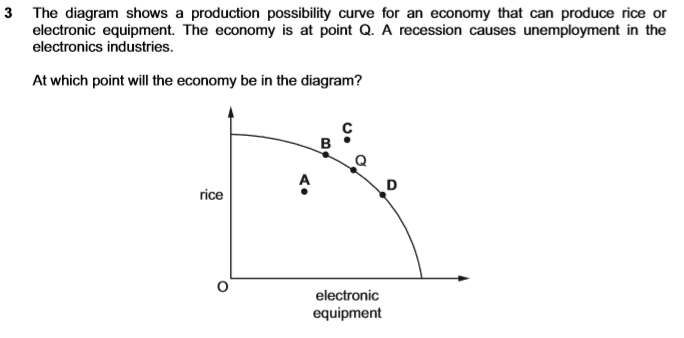 3 The diagram shows a production possibility curve for an economy that can produce rice or
electronic equipment. The economy is at point Q. A recession causes unemployment in the
electronics industries.
At which point will the economy be in the diagram?
C
B
Q
A
D
rice
O
electronic
equipment